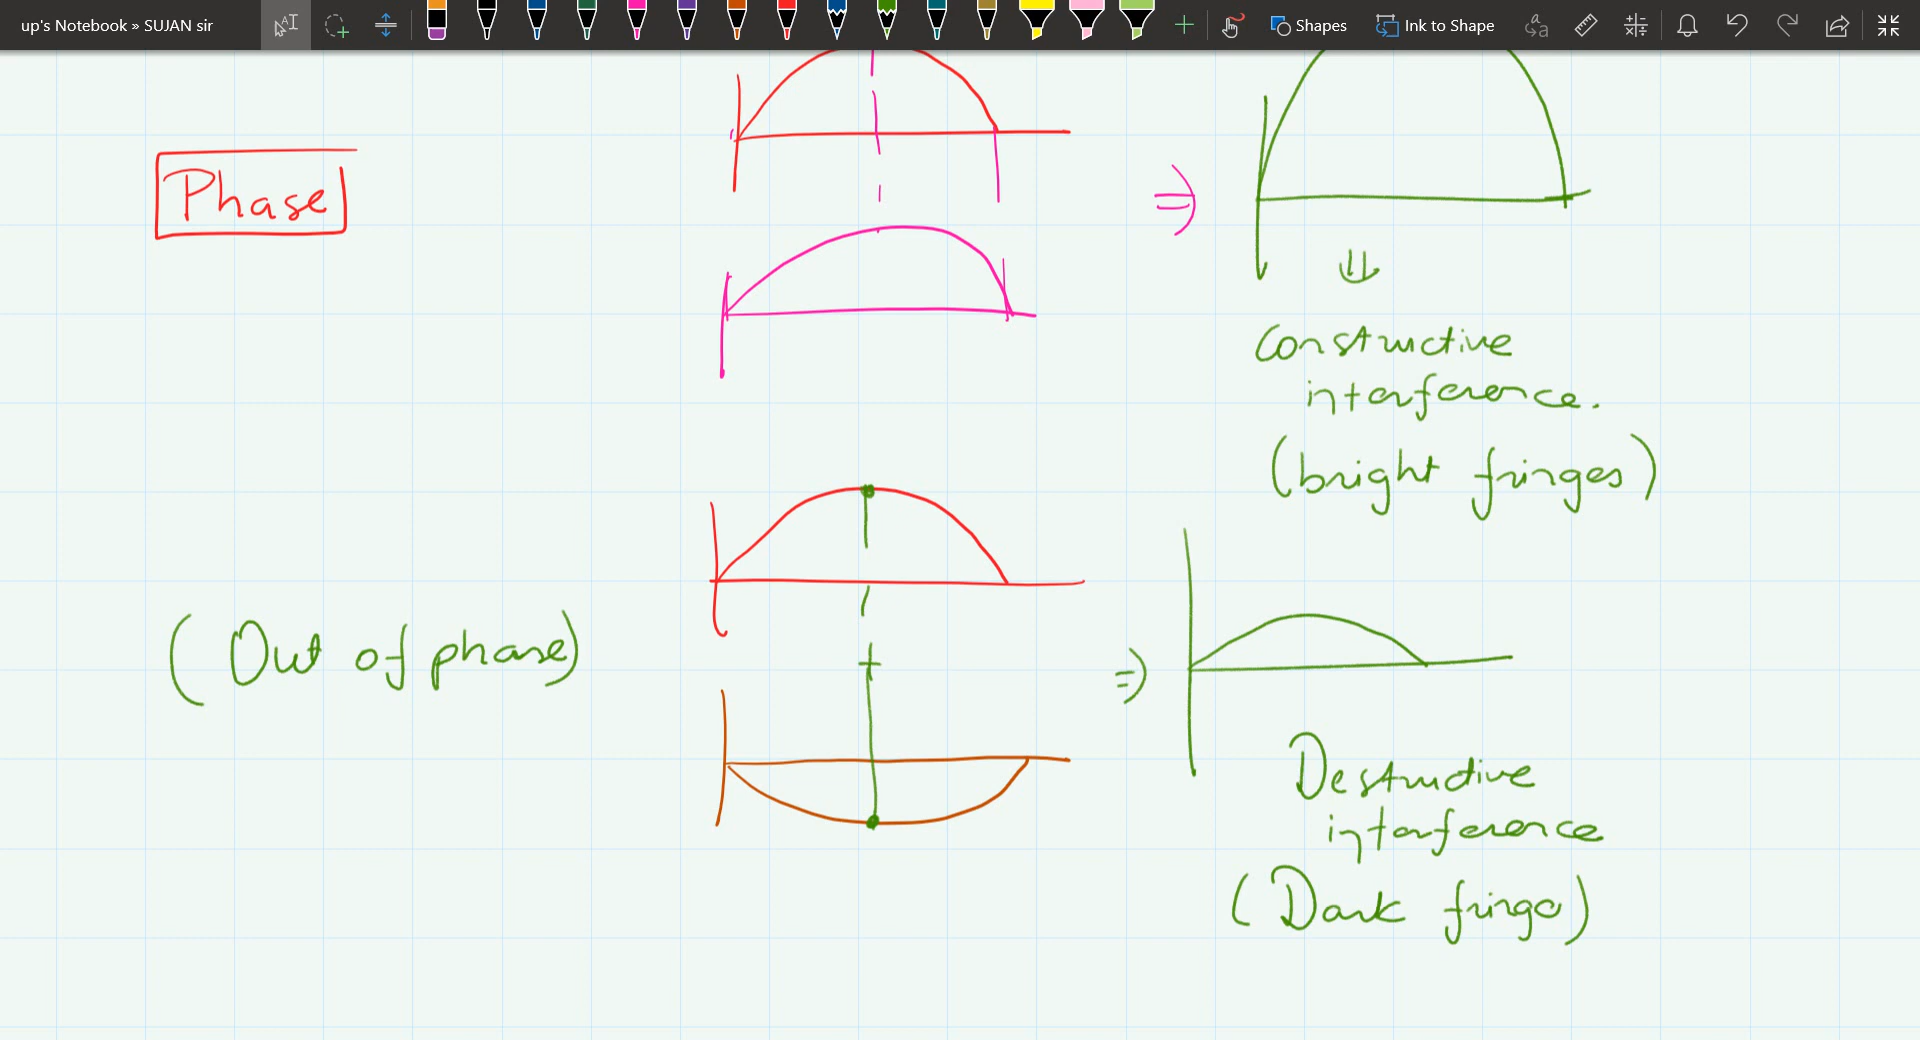 up's Notebook » SUJAN sir
Shapes
Ink to Shape
Phase
Constructive
interference.
(bright fringes)
(Out of phase)
+
Destructive
interference
(Dark fringe)